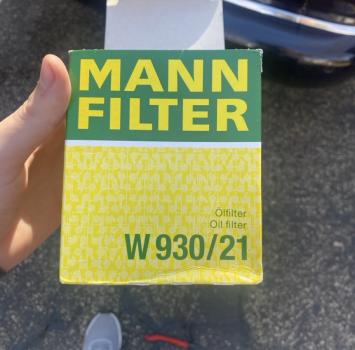 MANN
FILTER
Ölfilter
Oil filter
W 930/21